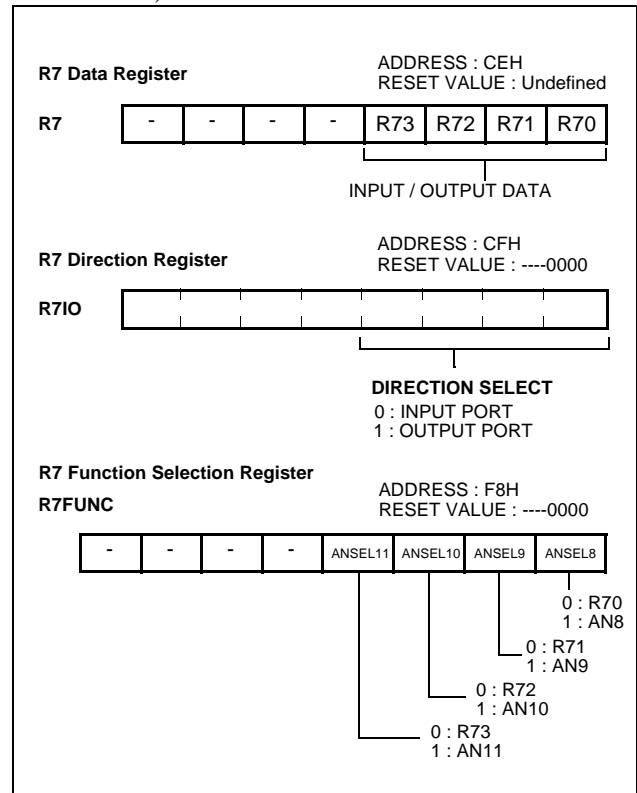 R7 Data Register
ADDRESS : CEH
RESET VALUE : Undefined
R7
- - - - R73 R72 R71 R70
INPUT / OUTPUT DATA
R7 Direction Register
ADDRESS : CFH
RESET VALUE : ----0000
R7IO
DIRECTION SELECT
0 : INPUT PORT
1 : OUTPUT PORT
R7 Function Selection Register
R7FUNC
ADDRESS : F8H
RESET VALUE : ----0000
- - - - ANSEL11 ANSEL10 ANSEL9 ANSEL8
0 : R70
1 : AN8
0 : R71
1 : AN9
0 : R72
1 : AN10
0 : R73
1 : AN11